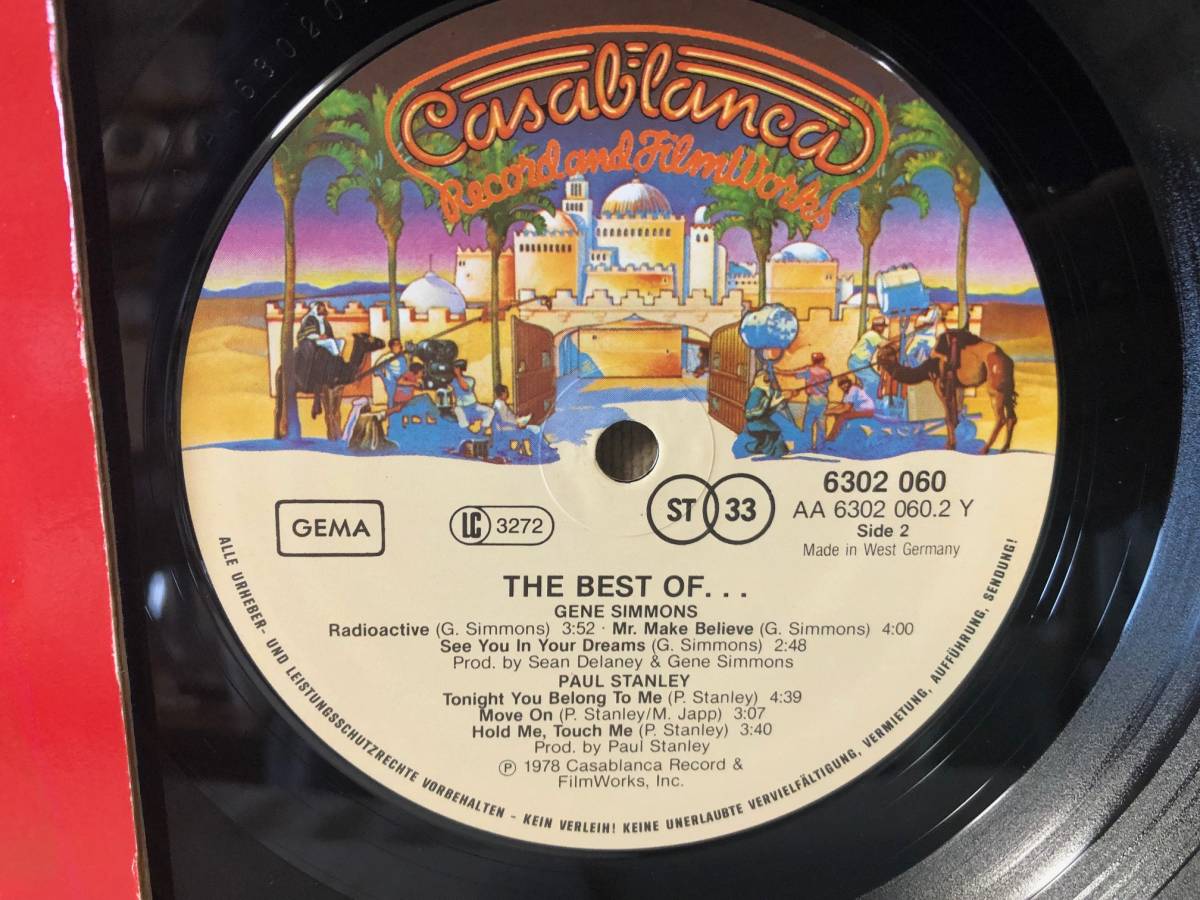 Casablanca
Record and FilmWorks
6302 060
AA 6302 060.2 Y
Side 2
Made in West Germany
GEMA
LC 3272
ST 33
THE BEST OF...
GENE SIMMONS
Radioactive (G. Simmons) 3:52 · Mr. Make Believe (G. Simmons) 4:00
See You In Your Dreams (G. Simmons) 2:48
Prod. by Sean Delaney & Gene Simmons
PAUL STANLEY
Tonight You Belong To Me (P. Stanley) 4:39
Move On (P. Stanley/M. Japp) 3:07
Hold Me, Touch Me (P. Stanley) 3:40
Prod. by Paul Stanley
℗ 1978 Casablanca Record &
FilmWorks, Inc.
ALLE URHEBER- UND LEISTUNGSSCHUTZRECHTE VORBEHALTEN - KEIN VERLEIH! KEINE UNERLAUBTE VERVIELFÄLTIGUNG, VERMIETUNG, AUFFÜHRUNG, SENDUNG!